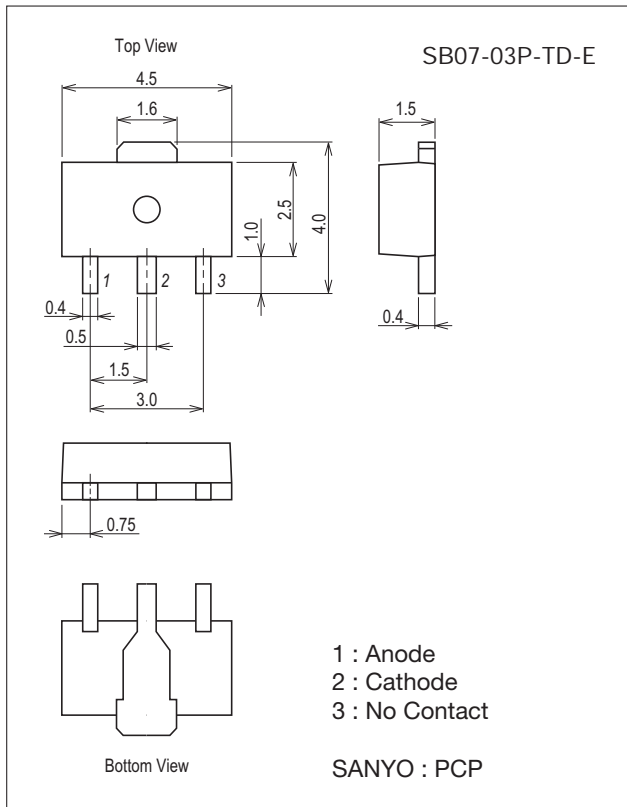 Top View
SB07-03P-TD-E
4.5
1.6
1.5
2.5
4.0
1.0
1
2
3
0.4
0.5
1.5
3.0
0.4
0.75
1 : Anode
2 : Cathode
3 : No Contact
Bottom View
SANYO : PCP